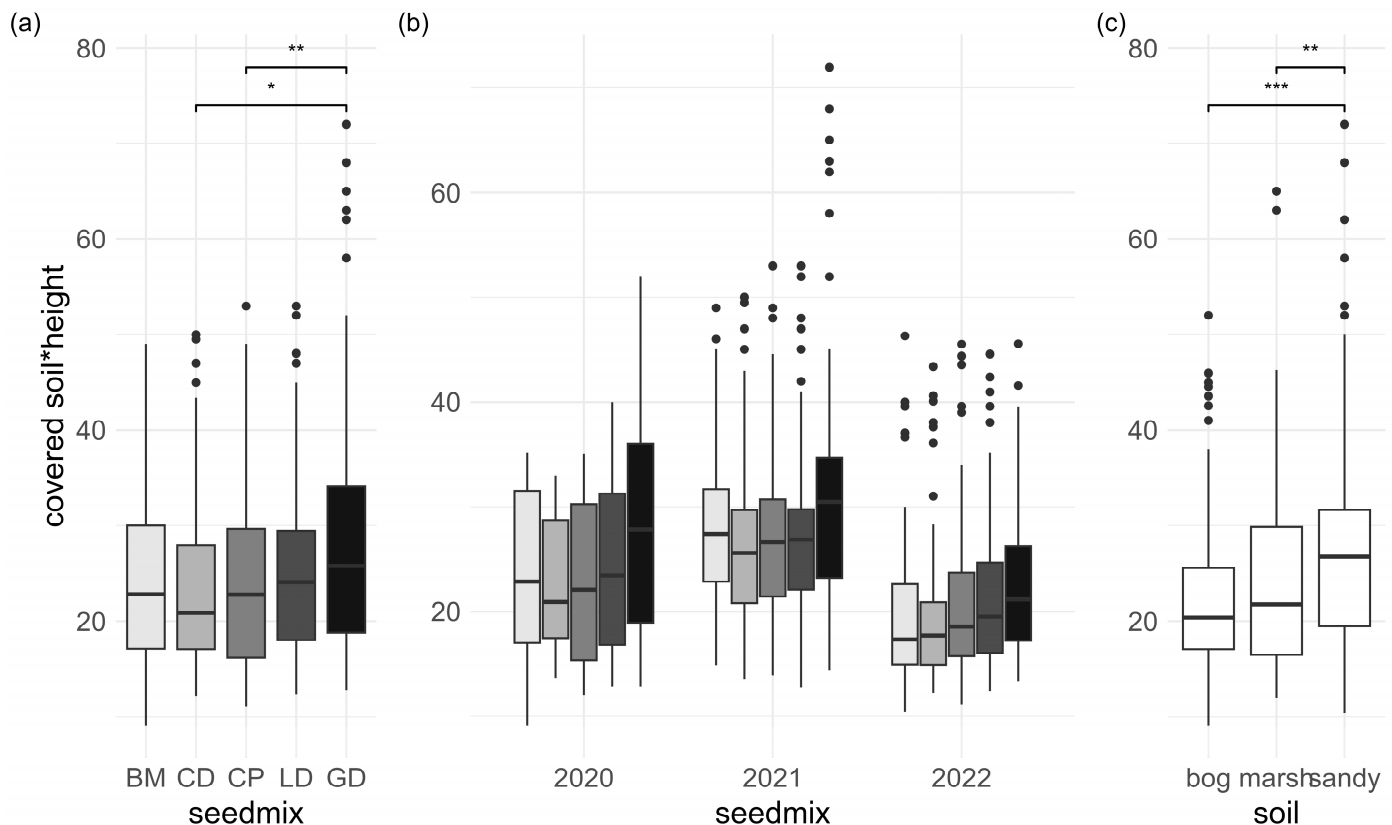 (a)
(b)
(c)
covered soil*height
80
60
40
20
**
*
BM CD CP LD GD
seedmix
60
40
20
2020 2021 2022
seedmix
80
60
40
20
**
***
bog marsh sandy
soil